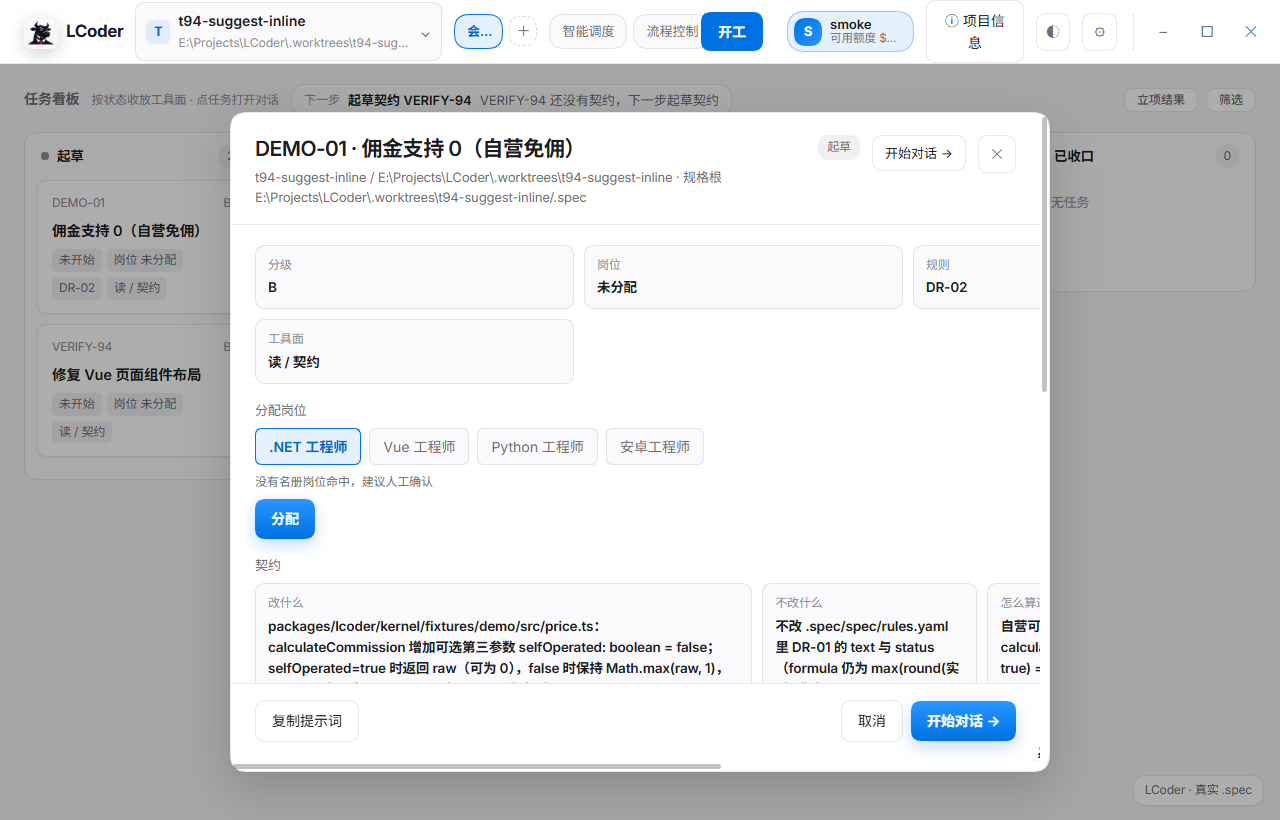 LCoder
T
t94-suggest-inline
E:\Projects\LCoder\.worktrees\t94-sug...
会...
+
智能调度
流程控制
开工
S
smoke
可用额度 $...
项目信
息
任务看板
按状态收放工具面 · 点任务打开对话
下一步 起草契约 VERIFY-94 VERIFY-94 还没有契约，下一步起草契约
立项结果
筛选
起草
DEMO-01
佣金支持 0（自营免佣）
未开始
岗位 未分配
DR-02
读 / 契约
VERIFY-94
修复 Vue 页面组件布局
未开始
岗位 未分配
读 / 契约
已收口
0
无任务
DEMO-01 · 佣金支持 0（自营免佣）
起草
开始对话 →
t94-suggest-inline / E:\Projects\LCoder\.worktrees\t94-suggest-inline · 规格根
E:\Projects\LCoder\.worktrees\t94-suggest-inline/.spec
分级
B
岗位
未分配
规则
DR-02
工具面
读 / 契约
分配岗位
.NET 工程师
Vue 工程师
Python 工程师
安卓工程师
没有名册岗位命中，建议人工确认
分配
契约
改什么
packages/lcoder/kernel/fixtures/demo/src/price.ts：
calculateCommission 增加可选第三参数 selfOperated: boolean = false；
selfOperated=true 时返回 raw（可为 0），false 时保持 Math.max(raw, 1)，
不改什么
不改 .spec/spec/rules.yaml
里 DR-01 的 text 与 status
（formula 仍为 max(round(实
怎么算
自营可
calcul
true) =
复制提示词
取消
开始对话 →
LCoder · 真实 .spec